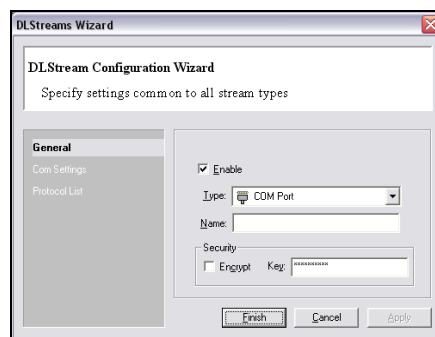 DLStreams Wizard
DLStream Configuration Wizard
Specify settings common to all stream types
General
Com Settings
Protocol List
Enable
Type: COM Port
Name:
Security
Encrypt Key: **********
Finish Cancel Apply